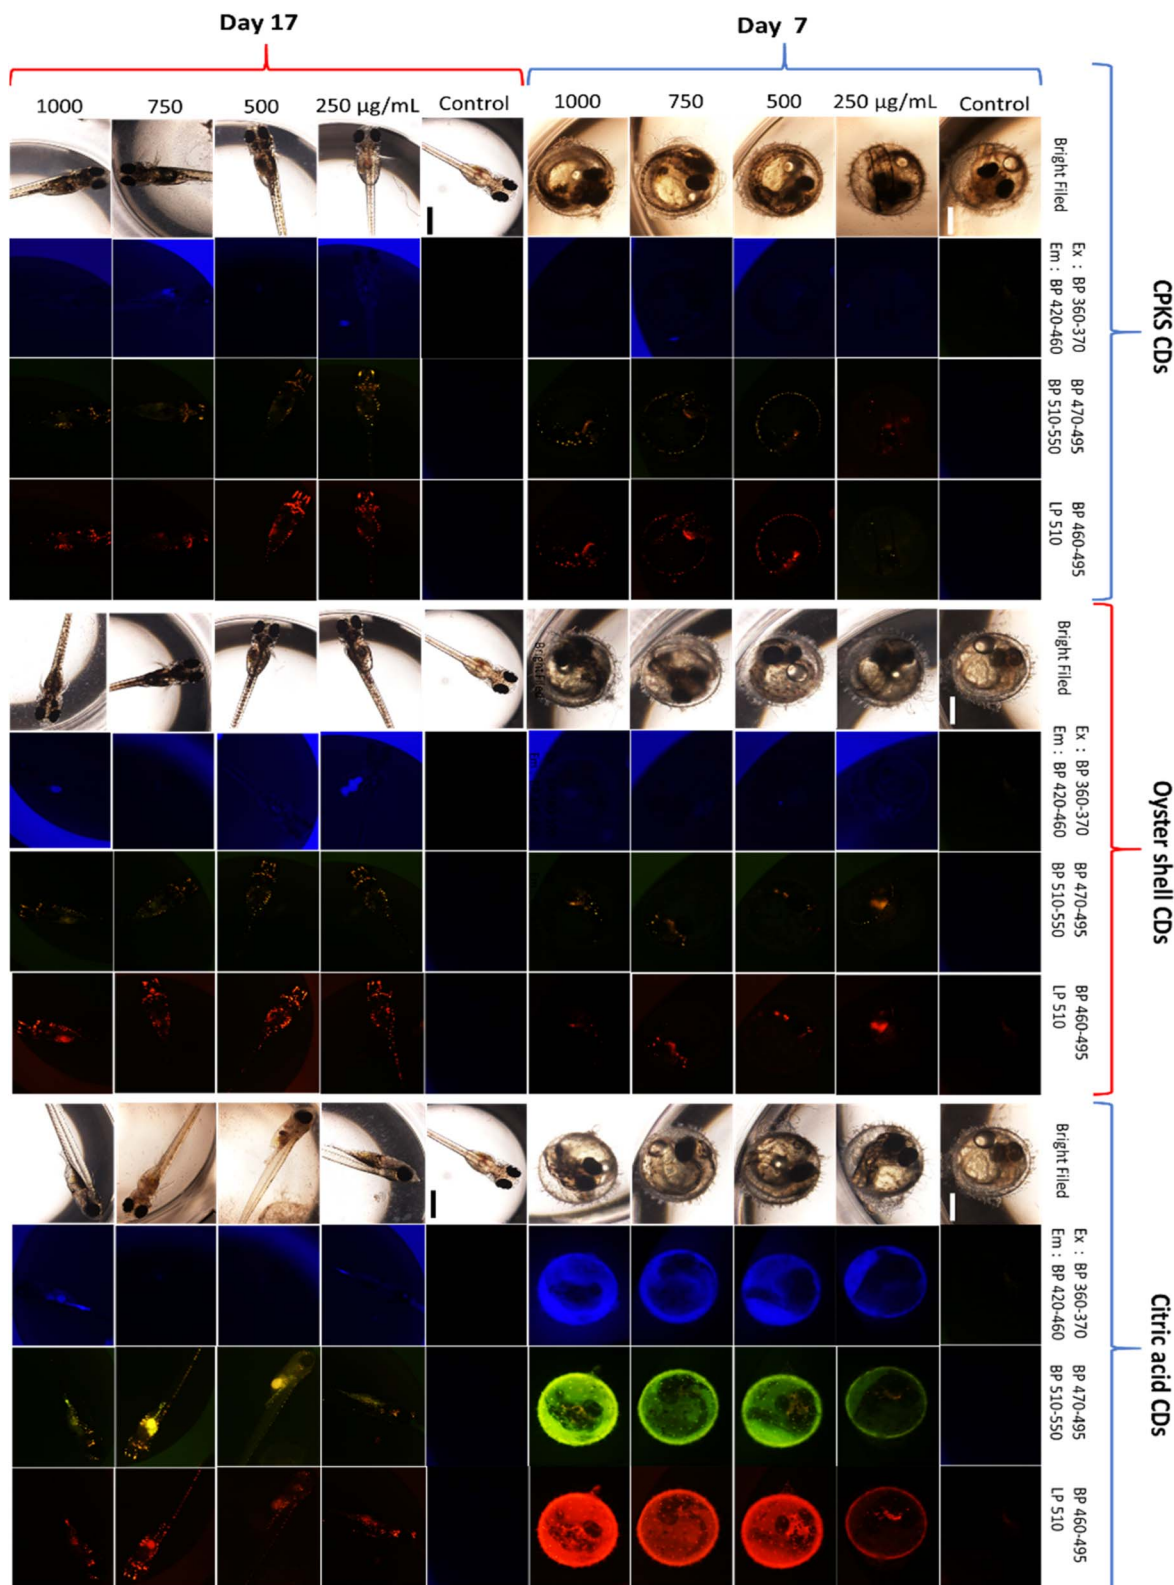 Day 17
Day 7
1000
750
500
250 µg/mL
Control
1000
750
500
250 µg/mL
Control
CPKS CDs
Bright Filed
Ex : BP 360-370
Em : BP 420-460
BP 470-495
BP 510-550
BP 460-495
LP 510
Oyster shell CDs
Bright Filed
Ex : BP 360-370
Em : BP 420-460
BP 470-495
BP 510-550
BP 460-495
LP 510
Bright Filed
Citric acid CDs
Bright Filed
Ex : BP 360-370
Em : BP 420-460
BP 470-495
BP 510-550
BP 460-495
LP 510